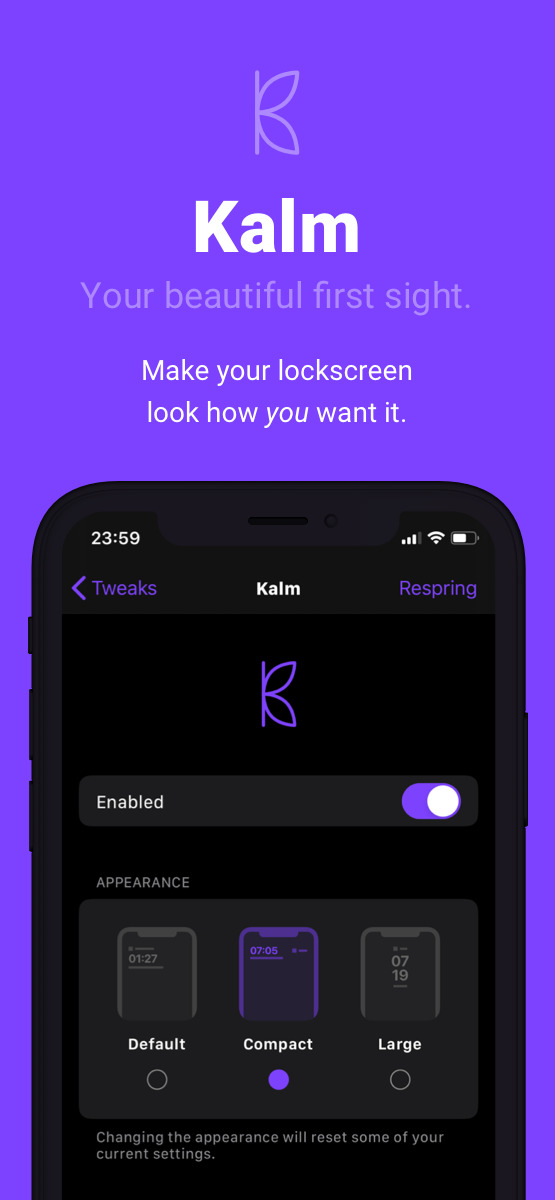 Kalm
Your beautiful first sight.
Make your lockscreen
look how you want it.
23:59
Tweaks
Kalm
Respring
Enabled
APPEARANCE
01:27
07:05
07
19
Default
Compact
Large
Changing the appearance will reset some of your
current settings.